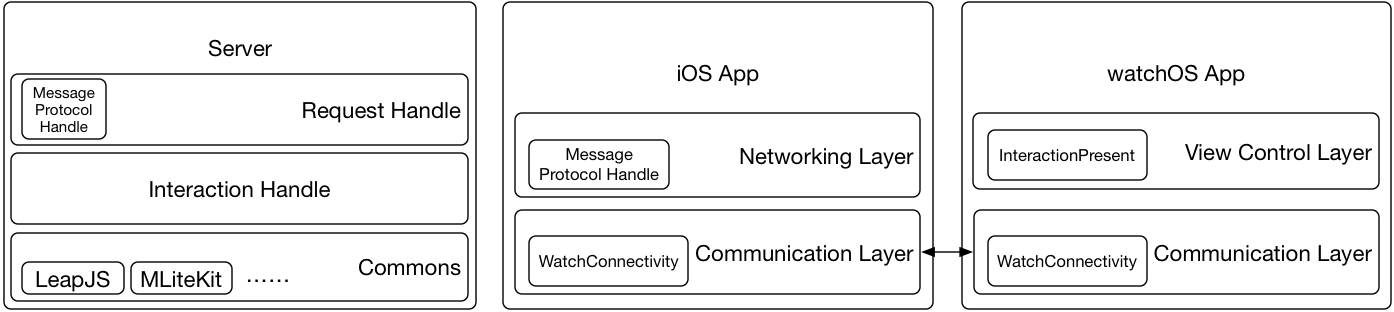 Server
Message
Protocol
Handle
Request Handle
Interaction Handle
LeapJS
MLiteKit
......
Commons
iOS App
Message
Protocol Handle
Networking Layer
WatchConnectivity
Communication Layer
watchOS App
InteractionPresent
View Control Layer
WatchConnectivity
Communication Layer